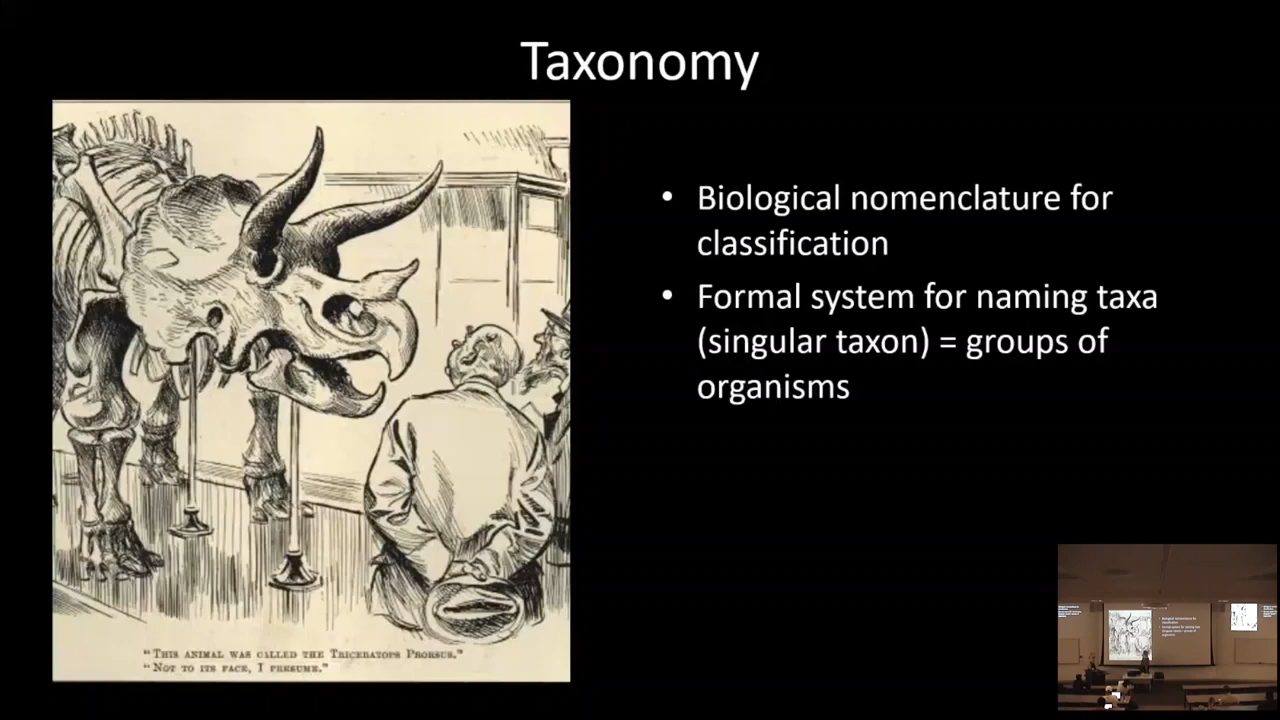 Taxonomy
• Biological nomenclature for
classification
• Formal system for naming taxa
(singular taxon) = groups of
organisms
"This animal was called the Triceratops Prorsus."
"Not to its face, I presume."